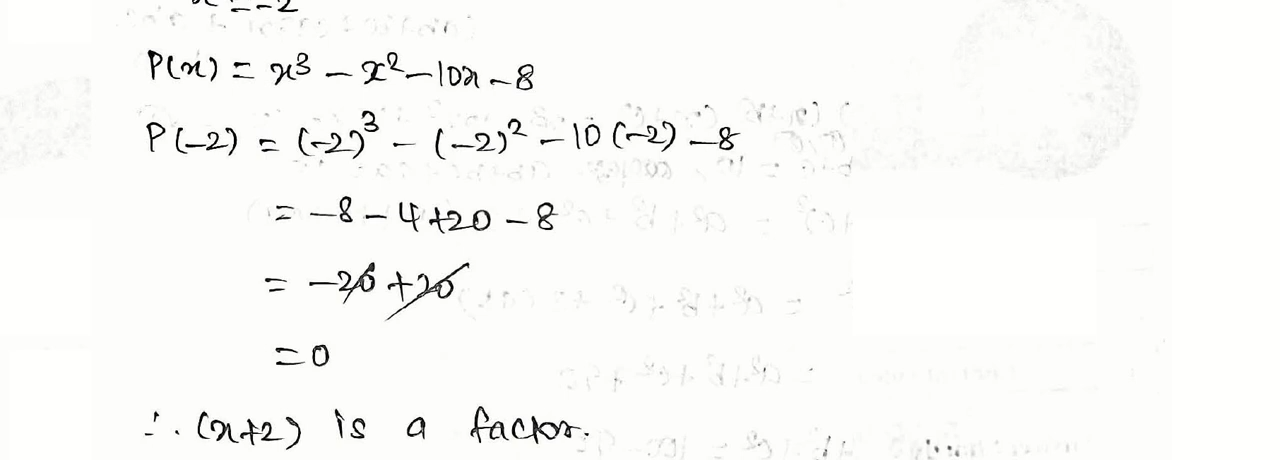 x = -2
P(x) = x³ - x² - 10x - 8
P(-2) = (-2)³ - (-2)² - 10(-2) - 8
= -8 - 4 + 20 - 8
= -20 + 20
= 0
∴ (x+2) is a factor.